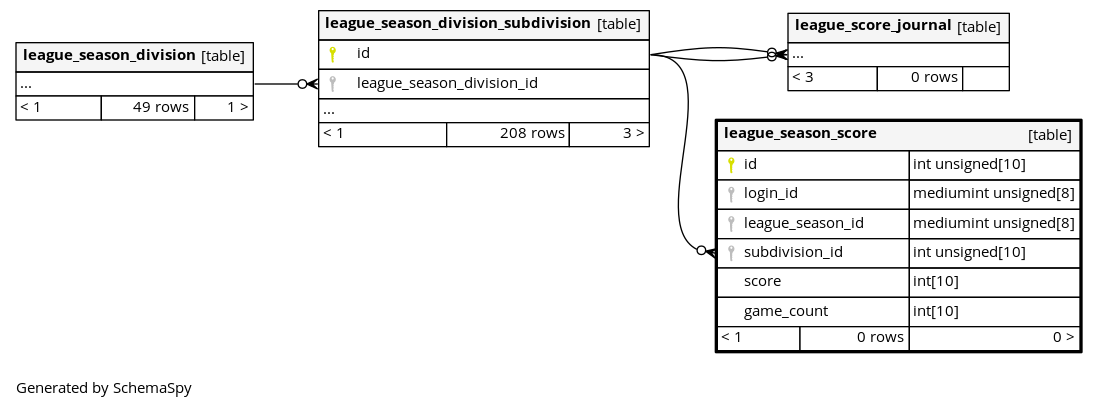 league_season_division [table]
...
< 1 49 rows 1 >
league_season_division_subdivision [table]
id
league_season_division_id
...
< 1 208 rows 3 >
league_score_journal [table]
...
< 3 0 rows
league_season_score [table]
id int unsigned[10]
login_id mediumint unsigned[8]
league_season_id mediumint unsigned[8]
subdivision_id int unsigned[10]
score int[10]
game_count int[10]
< 1 0 rows 0 >
Generated by SchemaSpy